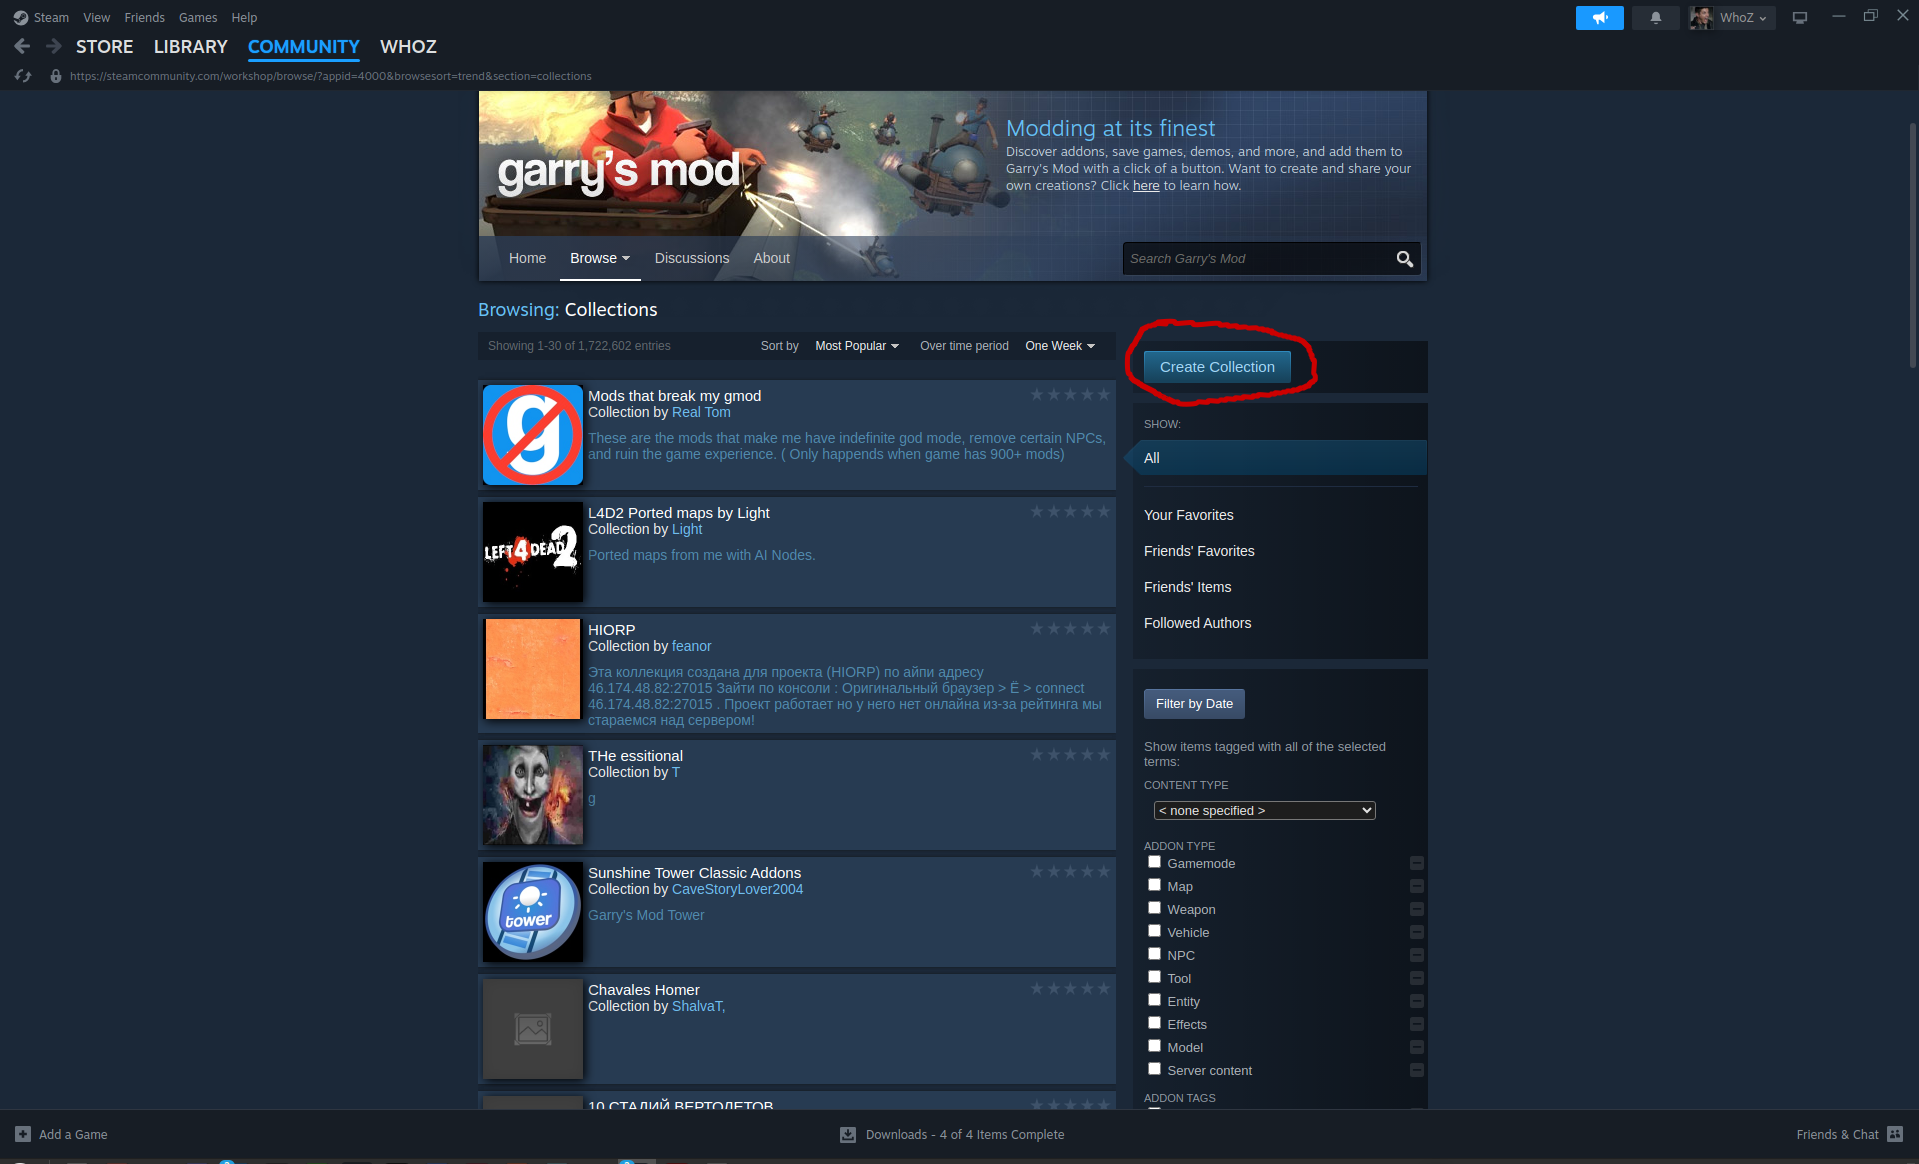 Steam View Friends Games Help
WhoZ
STORE LIBRARY COMMUNITY WHOZ
https://steamcommunity.com/workshop/browse/?appid=4000&browsesort=trend&section=collections
garry's mod
Modding at its finest
Discover addons, save games, demos, and more, and add them to
Garry's Mod with a click of a button. Want to create and share your
own creations? Click here to learn how.
Home Browse Discussions About
Search Garry's Mod
Browsing: Collections
Showing 1-30 of 1,722,602 entries
Sort by Most Popular Over time period One Week
Create Collection
Mods that break my gmod
Collection by Real Tom
These are the mods that make me have indefinite god mode, remove certain NPCs,
and ruin the game experience. ( Only happends when game has 900+ mods)
g
L4D2 Ported maps by Light
Collection by Light
Ported maps from me with AI Nodes.
LEFT 4 DEAD 2
HIORP
Collection by feanor
Эта коллекция создана для проекта (HIORP) по айпи адресу
46.174.48.82:27015 Зайти по консоли : Оригинальный браузер > Ё > connect
46.174.48.82:27015 . Проект работает но у него нет онлайна из-за рейтинга мы
стараемся над сервером!
THe essitional
Collection by T
g
Sunshine Tower Classic Addons
Collection by CaveStoryLover2004
Garry's Mod Tower
tower
Chavales Homer
Collection by ShalvaT,
10 СТАДИЙ ВЕРТОЛЕТОВ
SHOW:
All
Your Favorites
Friends' Favorites
Friends' Items
Followed Authors
Filter by Date
Show items tagged with all of the selected
terms:
CONTENT TYPE
< none specified >
ADDON TYPE
Gamemode
Map
Weapon
Vehicle
NPC
Tool
Entity
Effects
Model
Server content
ADDON TAGS
Add a Game
Downloads - 4 of 4 Items Complete
Friends & Chat